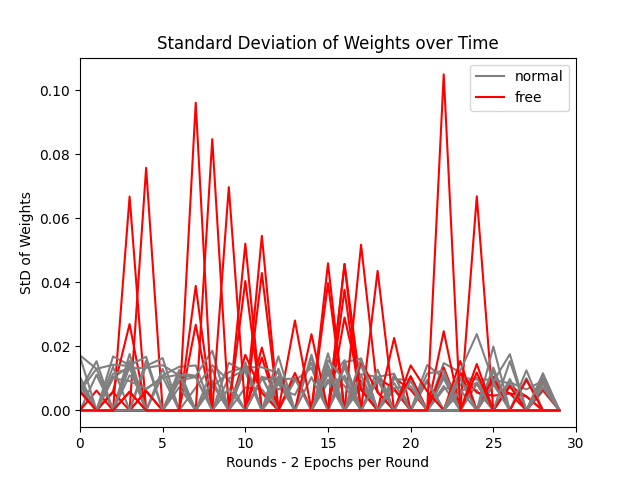 Standard Deviation of Weights over Time
normal
free
StD of Weights
0.10
0.08
0.06
0.04
0.02
0.00
0
5
10
15
20
25
30
Rounds - 2 Epochs per Round